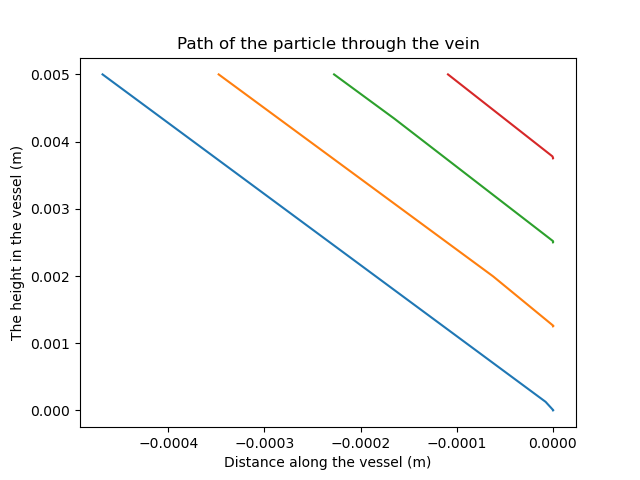 Path of the particle through the vein
The height in the vessel (m)
0.005
0.004
0.003
0.002
0.001
0.000
−0.0004 −0.0003 −0.0002 −0.0001 0.0000
Distance along the vessel (m)